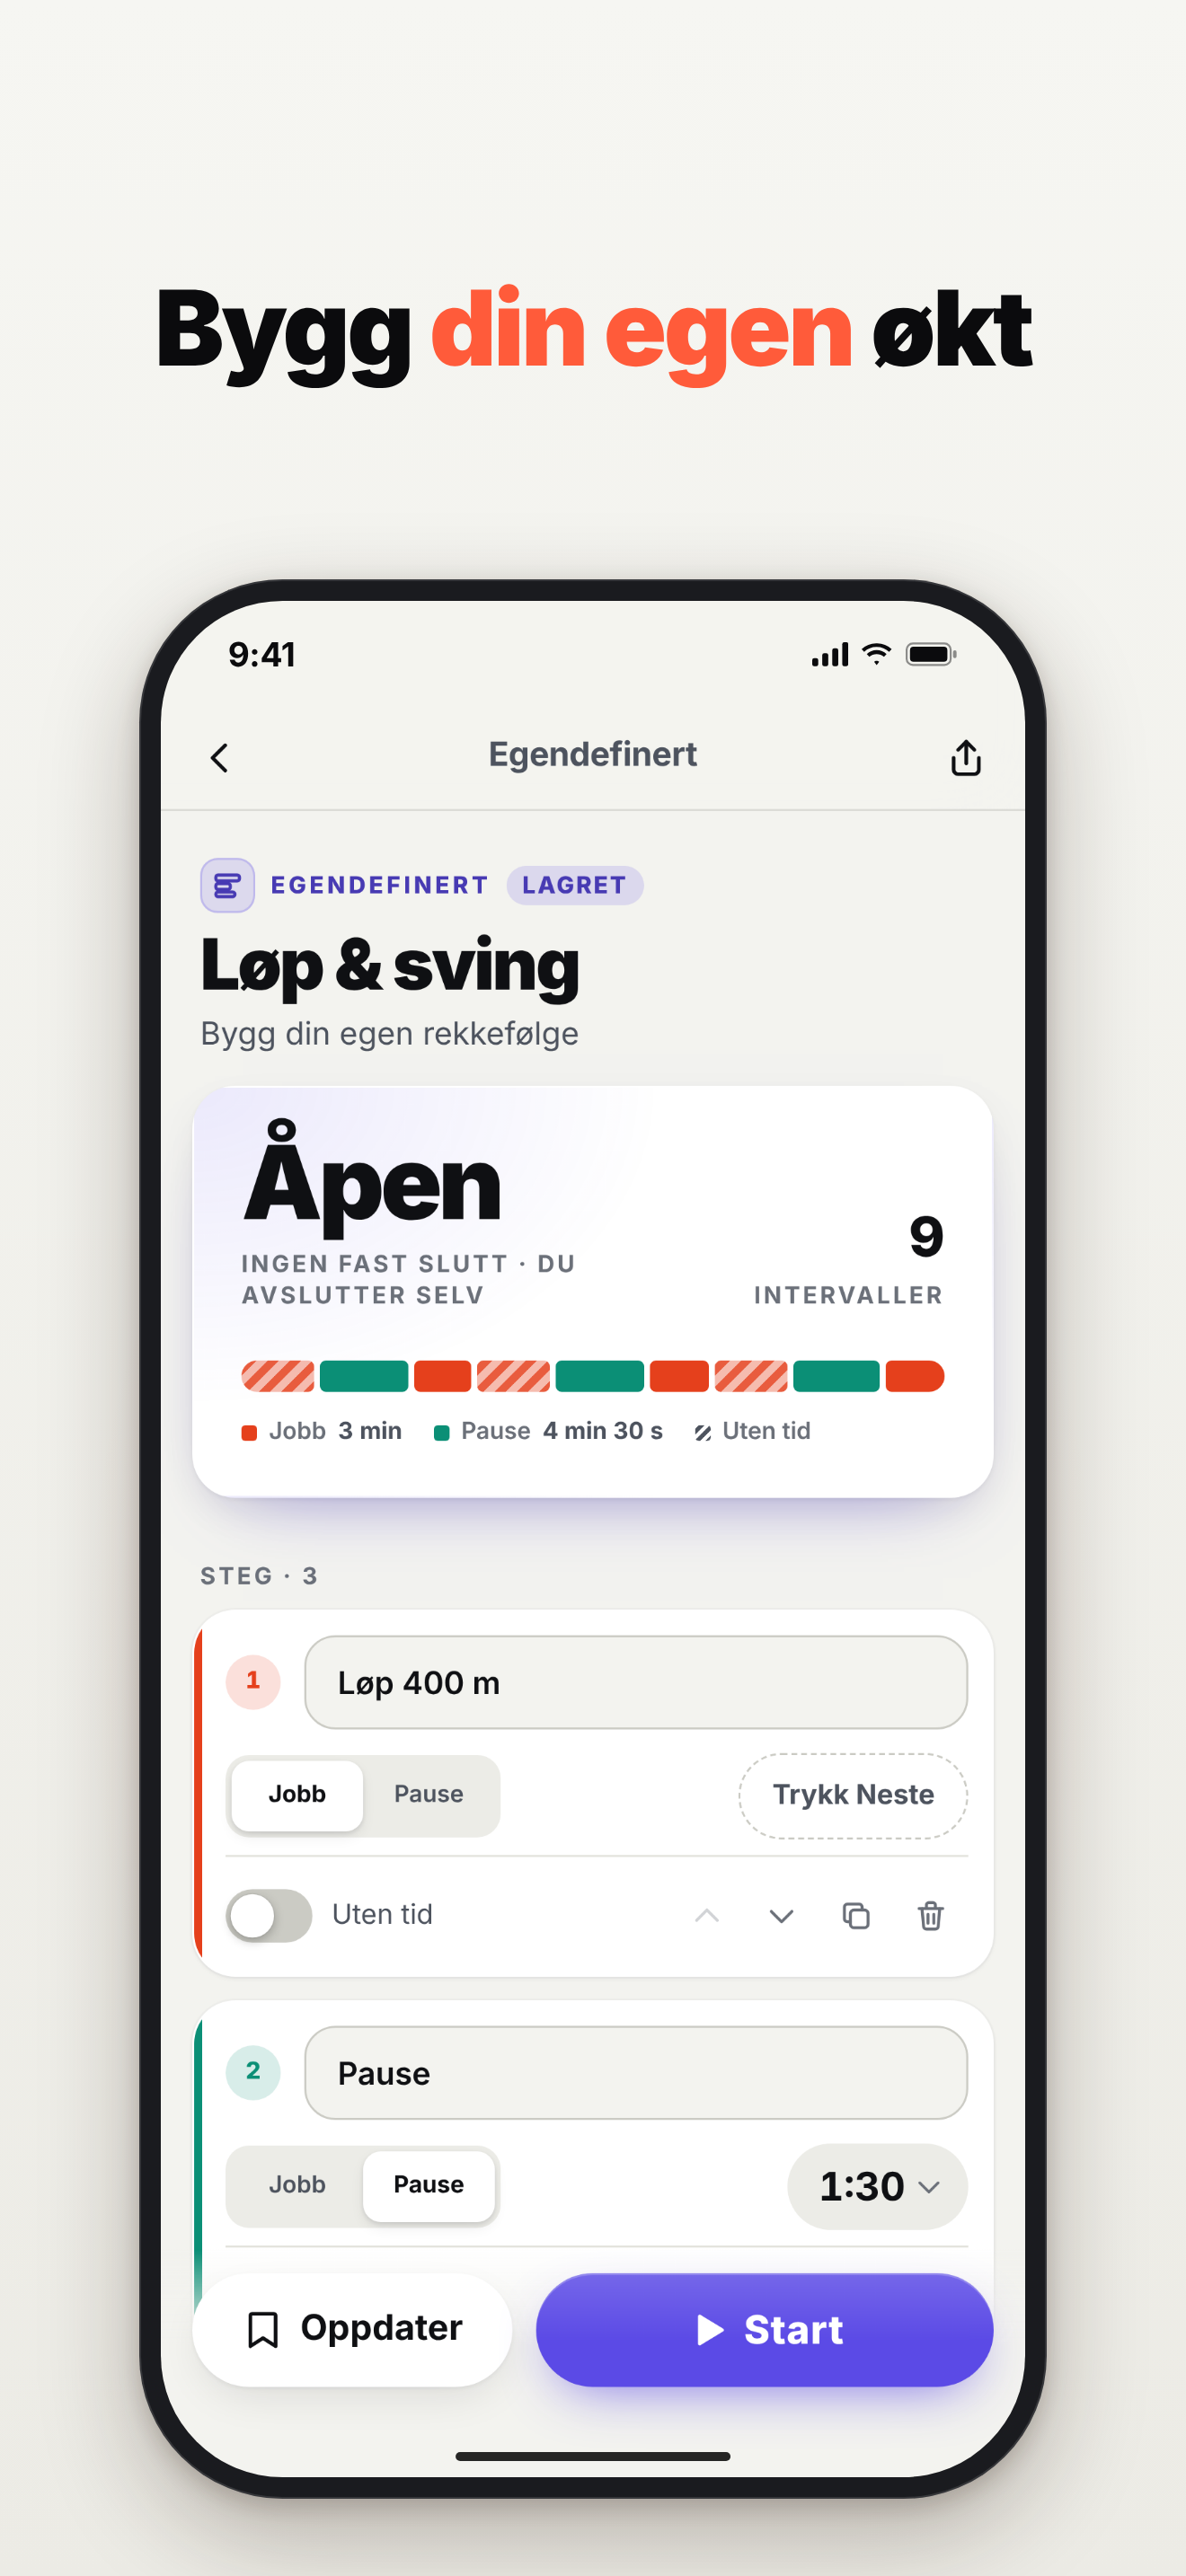 Bygg din egen økt
9:41
Egendefinert
EGENDEFINERT LAGRET
Løp & sving
Bygg din egen rekkefølge
Åpen
INGEN FAST SLUTT · DU
AVSLUTTER SELV
9
INTERVALLER
Jobb 3 min Pause 4 min 30 s Uten tid
STEG · 3
1 Løp 400 m
Jobb Pause Trykk Neste
Uten tid
2 Pause
Jobb Pause 1:30
Oppdater Start